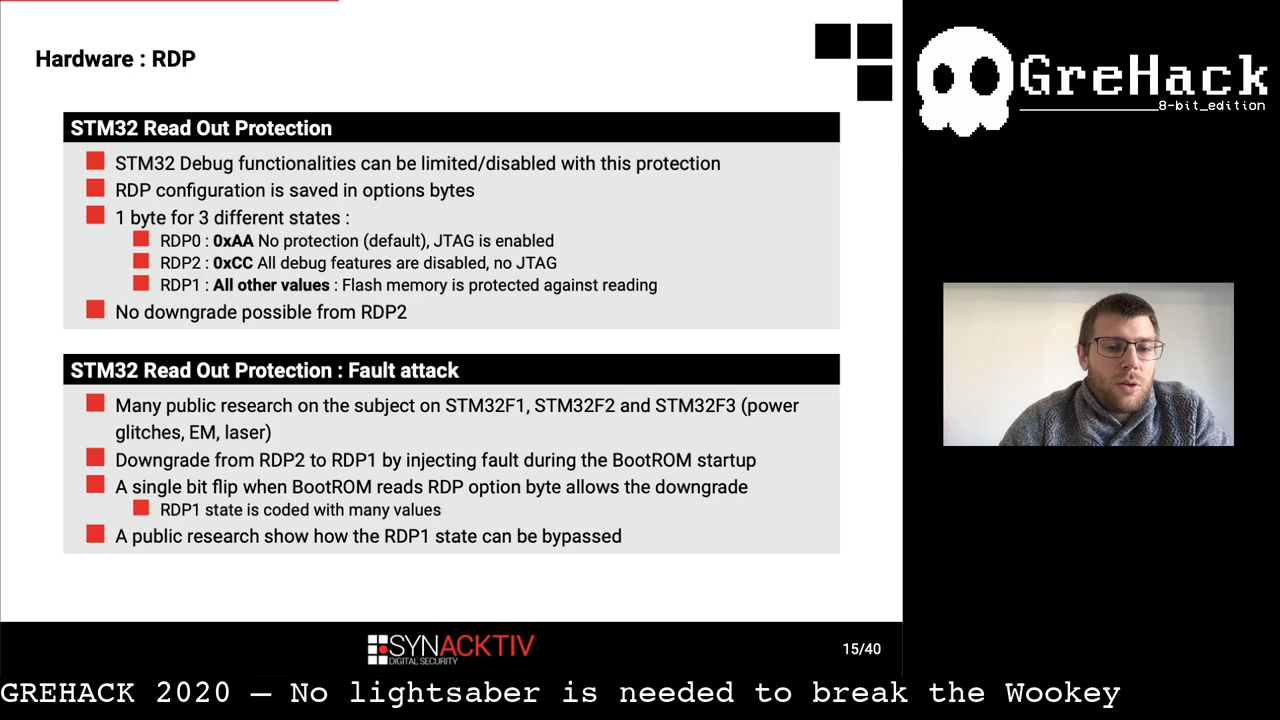 Hardware : RDP
STM32 Read Out Protection
STM32 Debug functionalities can be limited/disabled with this protection
RDP configuration is saved in options bytes
1 byte for 3 different states :
RDP0 : 0xAA No protection (default), JTAG is enabled
RDP2 : 0xCC All debug features are disabled, no JTAG
RDP1 : All other values : Flash memory is protected against reading
No downgrade possible from RDP2
STM32 Read Out Protection : Fault attack
Many public research on the subject on STM32F1, STM32F2 and STM32F3 (power
glitches, EM, laser)
Downgrade from RDP2 to RDP1 by injecting fault during the BootROM startup
A single bit flip when BootROM reads RDP option byte allows the downgrade
RDP1 state is coded with many values
A public research show how the RDP1 state can be bypassed
SYNACKTIV
DIGITAL SECURITY
15/40
GreHack
8-bit_edition
GREHACK 2020 – No lightsaber is needed to break the Wookey